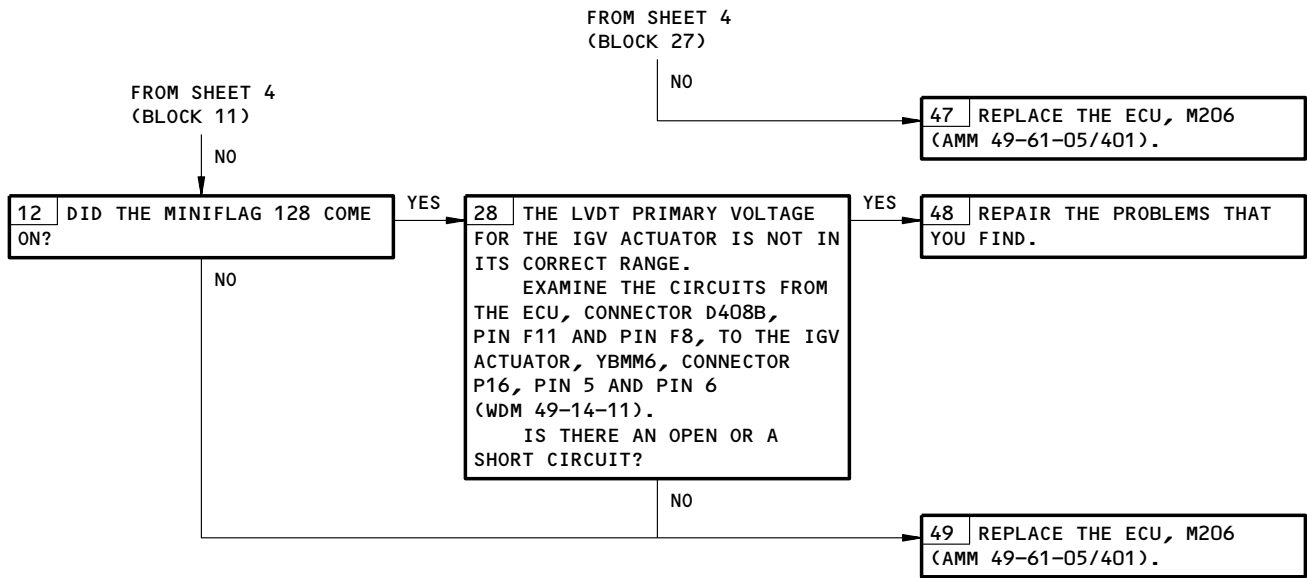 FROM SHEET 4
(BLOCK 27)
NO
FROM SHEET 4
(BLOCK 11)
NO
47 REPLACE THE ECU, M206
(AMM 49-61-05/401).
12 DID THE MINIFLAG 128 COME
ON?
YES
NO
28 THE LVDT PRIMARY VOLTAGE
FOR THE IGV ACTUATOR IS NOT IN
ITS CORRECT RANGE.
EXAMINE THE CIRCUITS FROM
THE ECU, CONNECTOR D408B,
PIN F11 AND PIN F8, TO THE IGV
ACTUATOR, YBMM6, CONNECTOR
P16, PIN 5 AND PIN 6
(WDM 49-14-11).
IS THERE AN OPEN OR A
SHORT CIRCUIT?
YES
NO
48 REPAIR THE PROBLEMS THAT
YOU FIND.
49 REPLACE THE ECU, M206
(AMM 49-61-05/401).